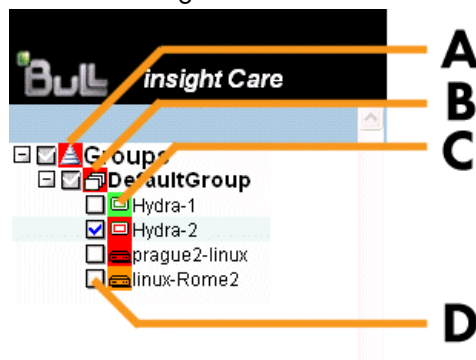 Bull
insight Care
A
B
C
Groups
DefaultGroup
Hydra-1
Hydra-2
prague2-linux
linux-Rome2
D